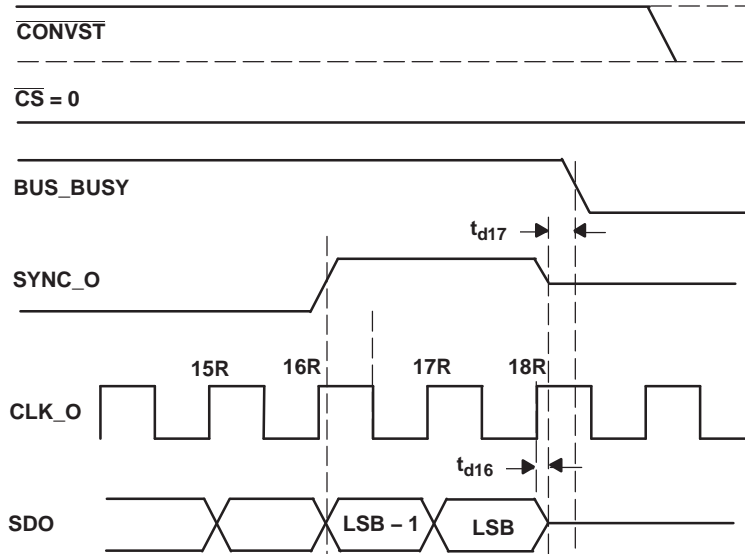 CONVST
CS = 0
BUS_BUSY
td17
SYNC_O
15R 16R 17R 18R
CLK_O
td16
SDO LSB – 1 LSB